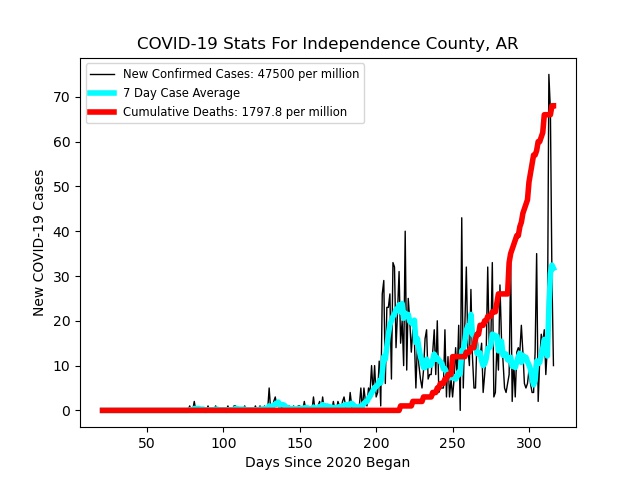 COVID-19 Stats For Independence County, AR
New Confirmed Cases: 47500 per million
7 Day Case Average
Cumulative Deaths: 1797.8 per million
New COVID-19 Cases
70
60
50
40
30
20
10
0
50 100 150 200 250 300
Days Since 2020 Began